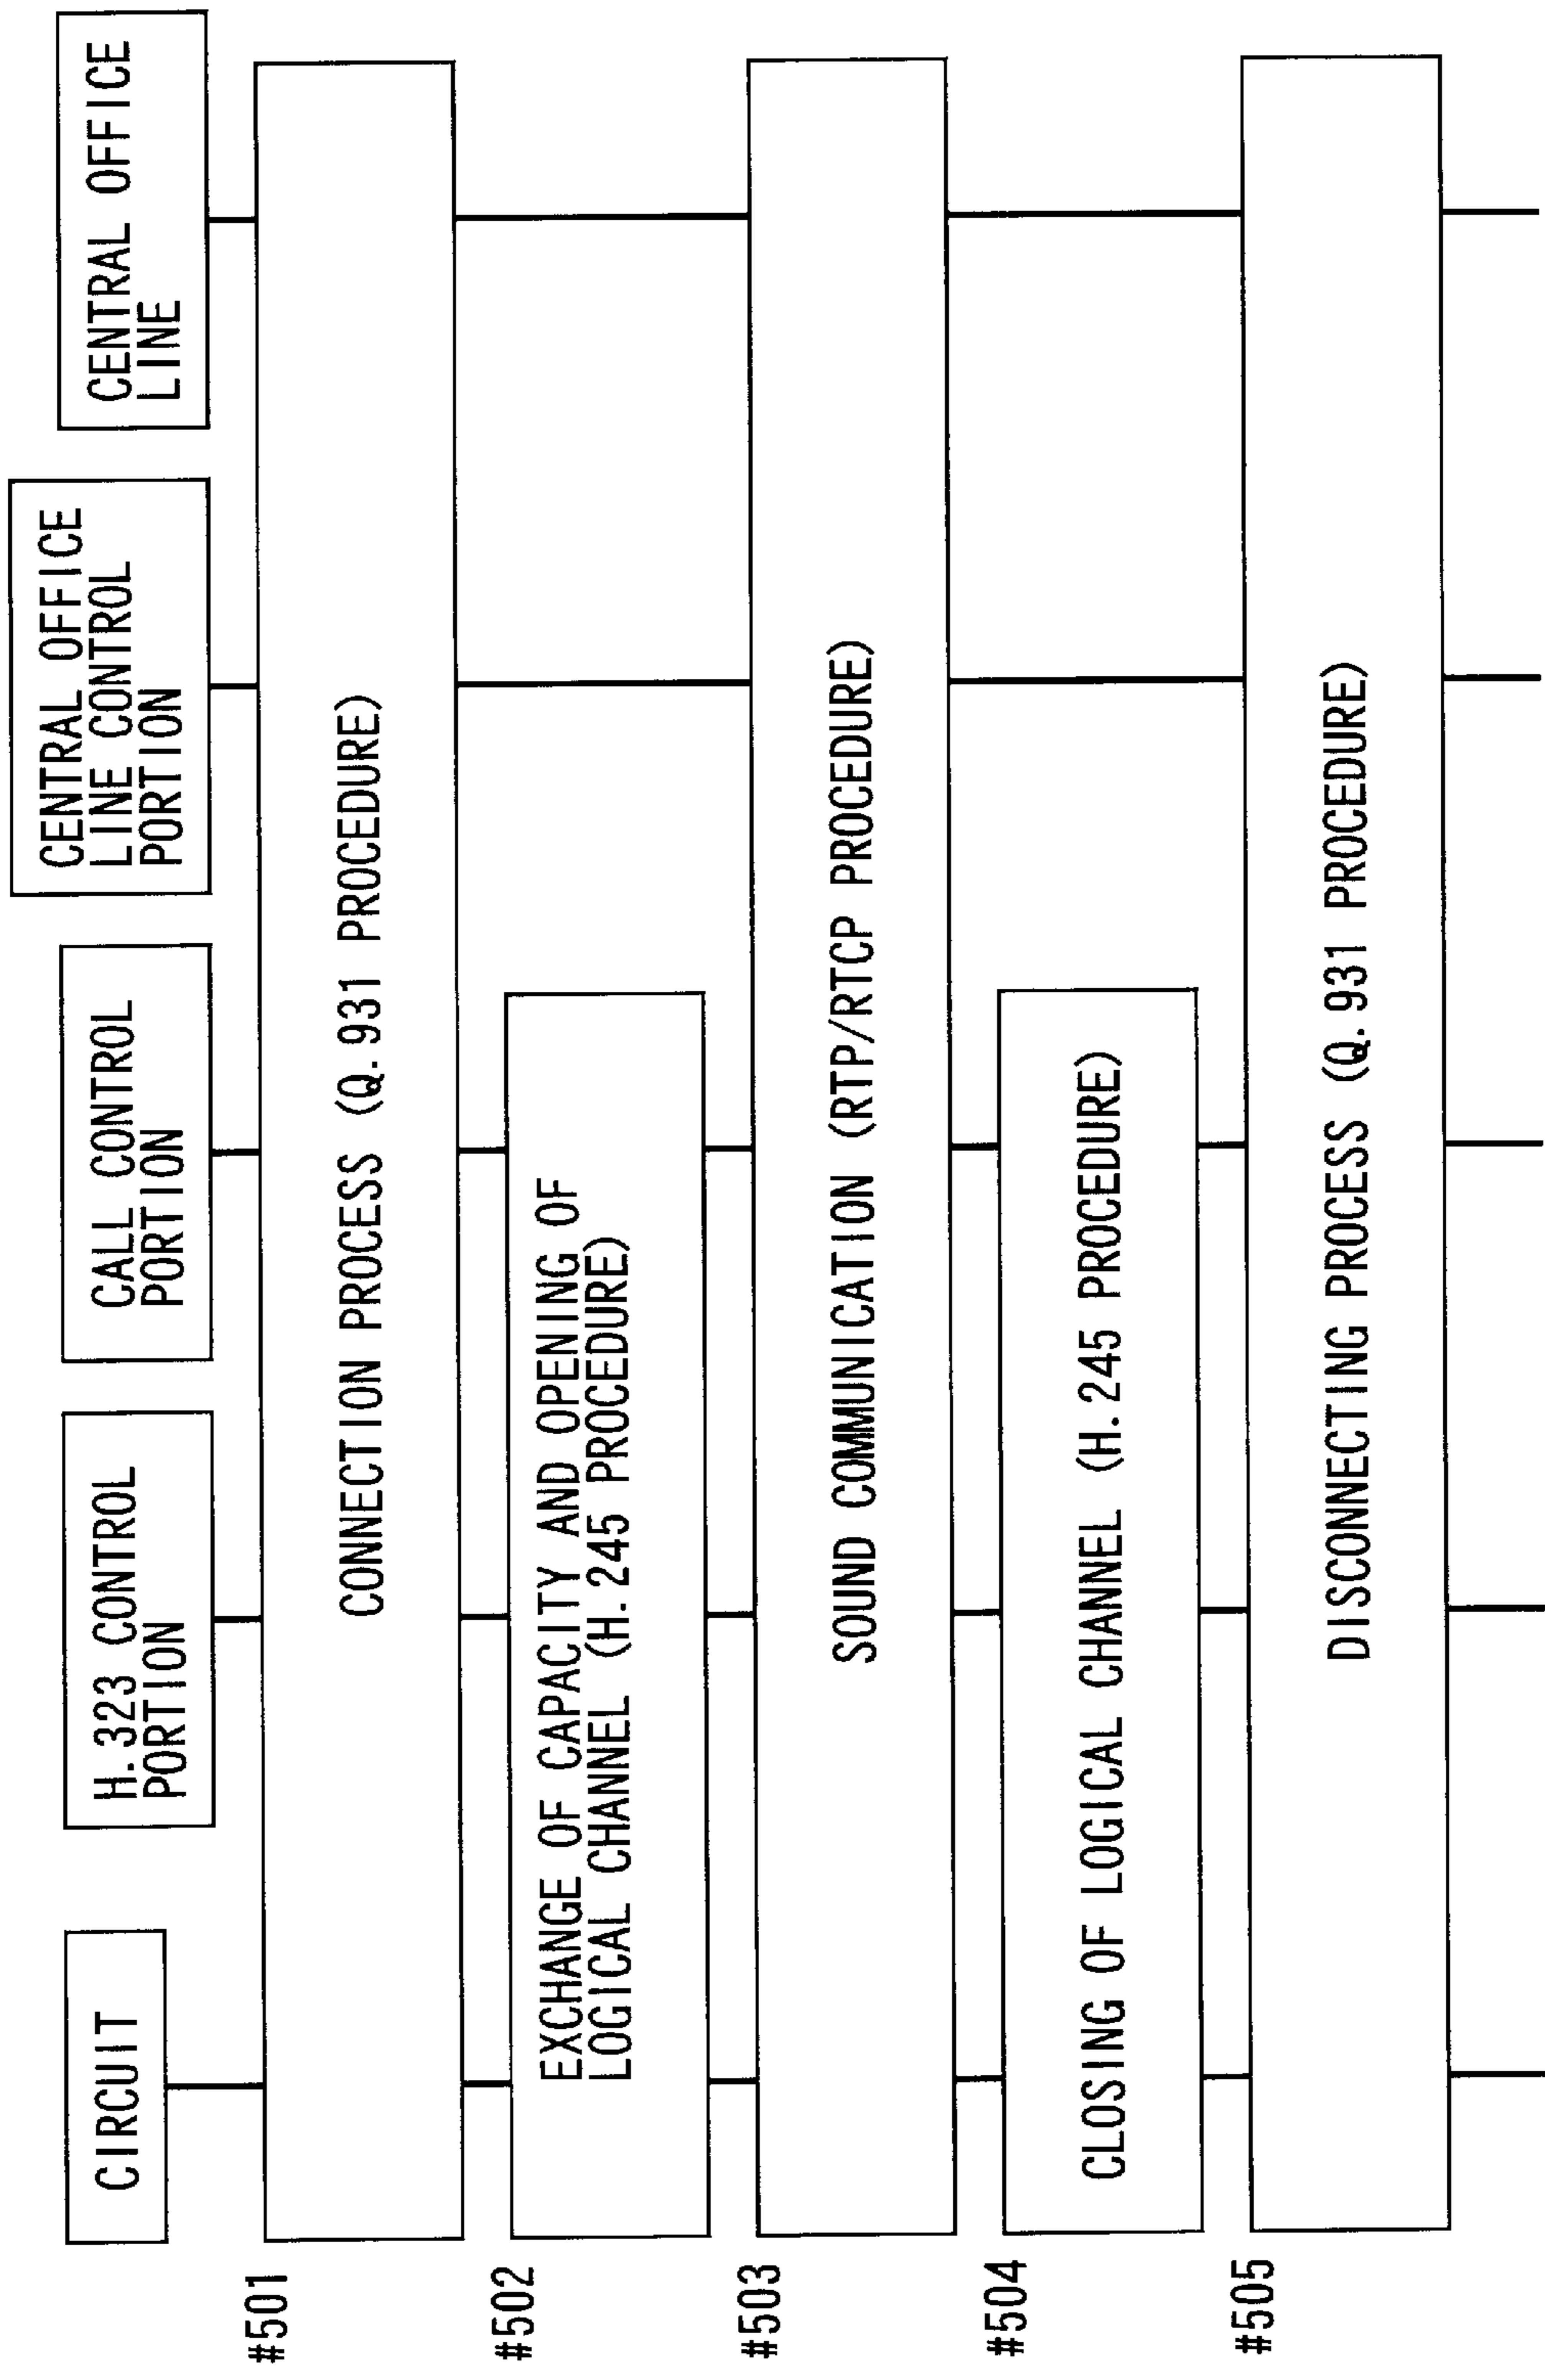 CIRCUIT
H.323 CONTROL
PORTION
CALL CONTROL
PORTION
CENTRAL OFFICE
LINE CONTROL
PORTION
CENTRAL OFFICE
LINE
#501
CONNECTION PROCESS (Q.931 PROCEDURE)
#502
EXCHANGE OF CAPACITY AND OPENING OF
LOGICAL CHANNEL (H.245 PROCEDURE)
#503
SOUND COMMUNICATION (RTP/RTCP PROCEDURE)
#504
CLOSING OF LOGICAL CHANNEL (H.245 PROCEDURE)
#505
DISCONNECTING PROCESS (Q.931 PROCEDURE)